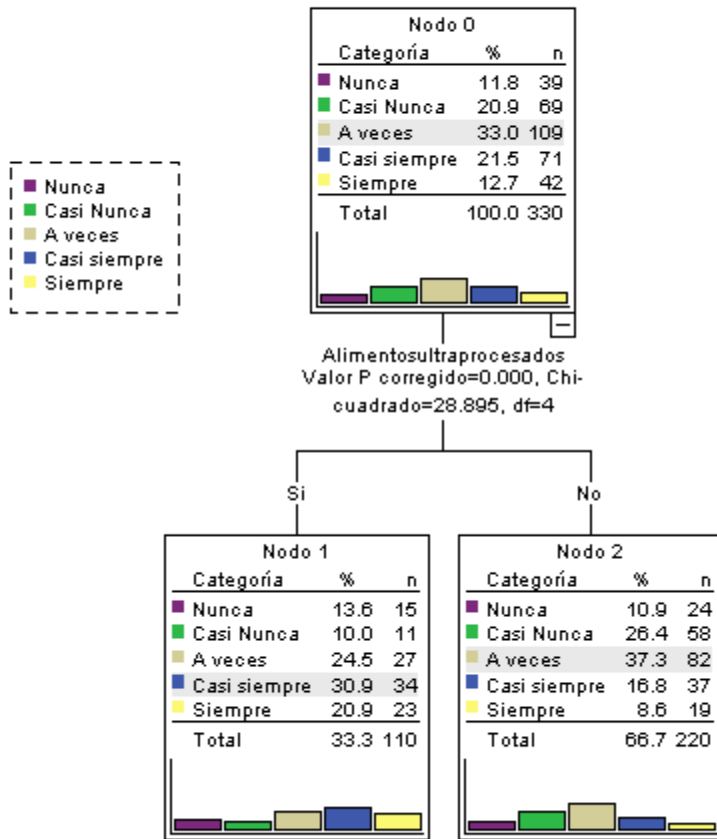 Nodo 0
Categoría % n
Nunca 11.8 39
Casi Nunca 20.9 69
A veces 33.0 109
Casi siempre 21.5 71
Siempre 12.7 42
Total 100.0 330
Nunca
Casi Nunca
A veces
Casi siempre
Siempre
Alimentosultraprocesados
Valor P corregido=0.000, Chi-
cuadrado=28.895, df=4
Si
No
Nodo 1
Categoría % n
Nunca 13.6 15
Casi Nunca 10.0 11
A veces 24.5 27
Casi siempre 30.9 34
Siempre 20.9 23
Total 33.3 110
Nodo 2
Categoría % n
Nunca 10.9 24
Casi Nunca 26.4 58
A veces 37.3 82
Casi siempre 16.8 37
Siempre 8.6 19
Total 66.7 220